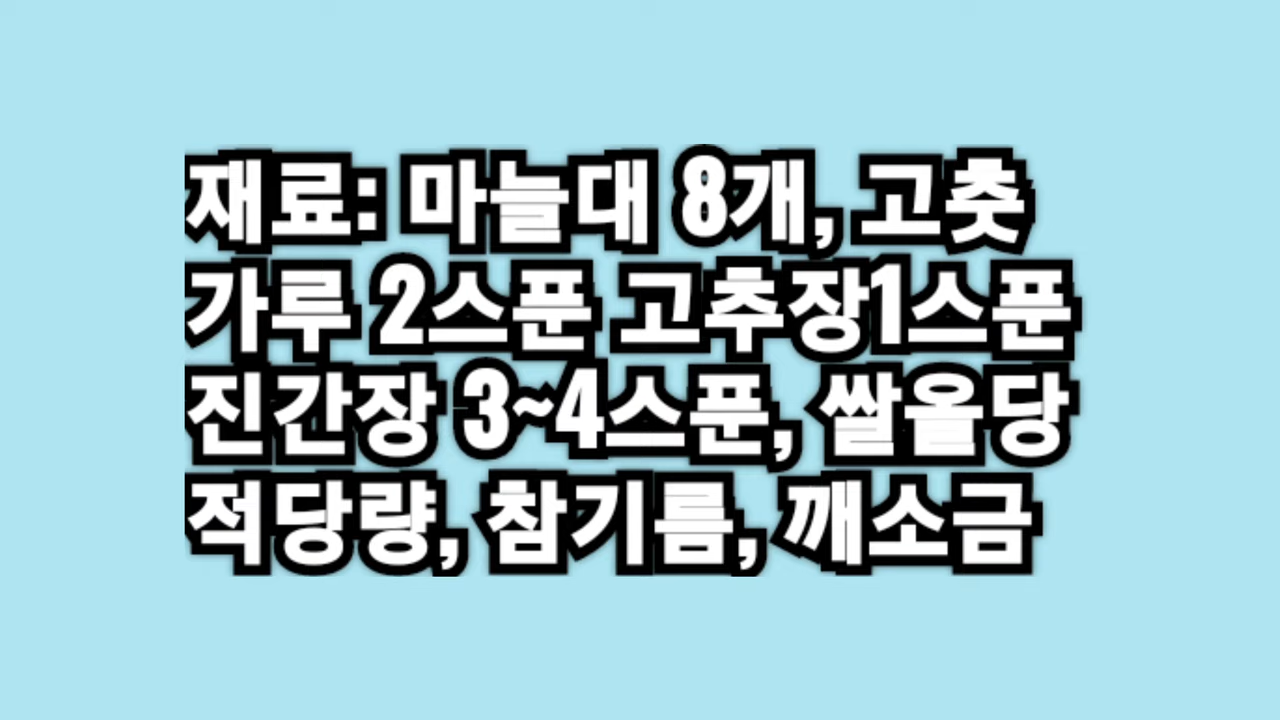 재료: 마늘대 8개, 고춧
가루 2스푼 고추장1스푼
진간장 3~4스푼, 쌀올당
적당량, 참기름, 깨소금